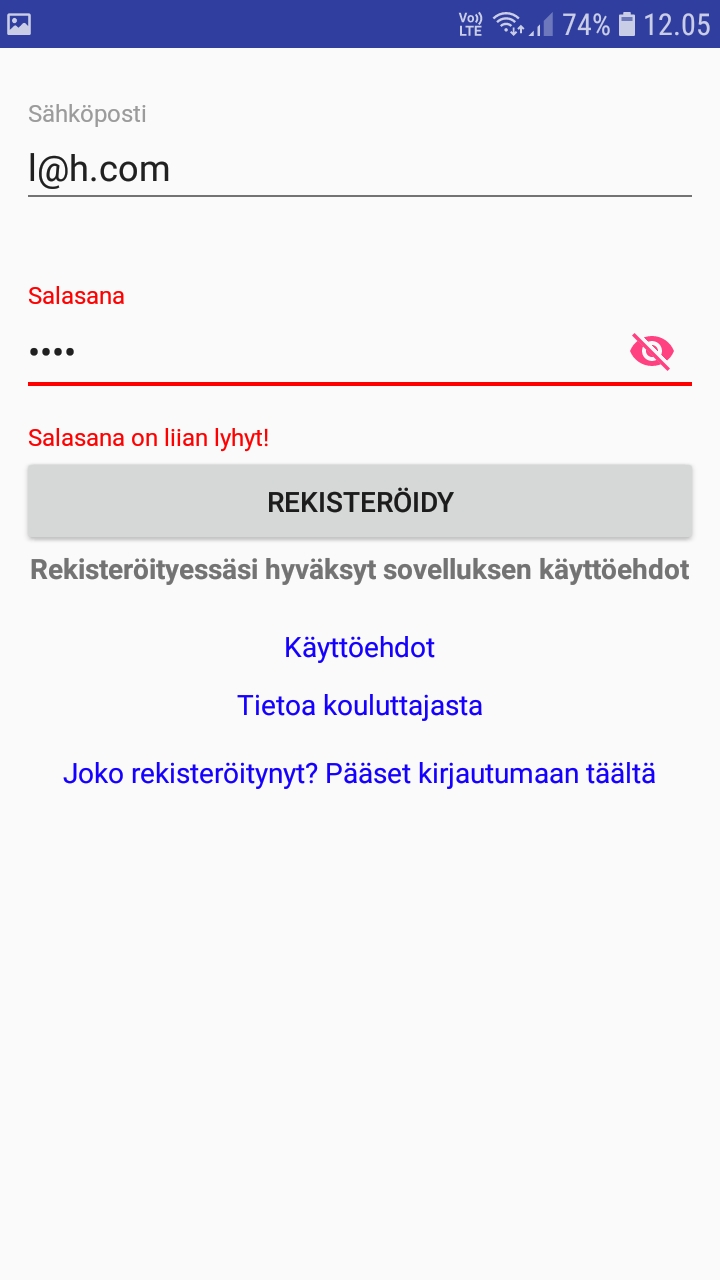 Vo)) LTE 74% 12.05
Sähköposti
l@h.com
Salasana
••••
Salasana on liian lyhyt!
REKISTERÖIDY
Rekisteröityessäsi hyväksyt sovelluksen käyttöehdot
Käyttöehdot
Tietoa kouluttajasta
Joko rekisteröitynyt? Pääset kirjautumaan täältä